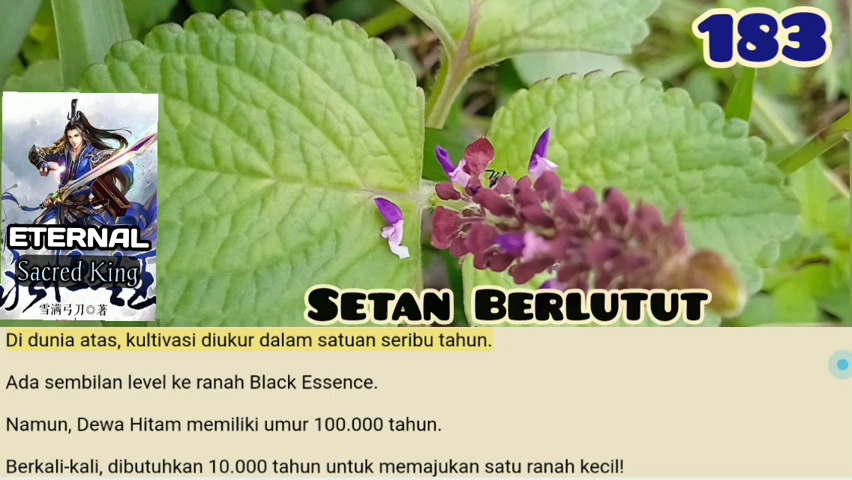 183
ETERNAL
Sacred King
雪满弓刀◎著
SETAN BERLUTUT
Di dunia atas, kultivasi diukur dalam satuan seribu tahun.
Ada sembilan level ke ranah Black Essence.
Namun, Dewa Hitam memiliki umur 100.000 tahun.
Berkali-kali, dibutuhkan 10.000 tahun untuk memajukan satu ranah kecil!